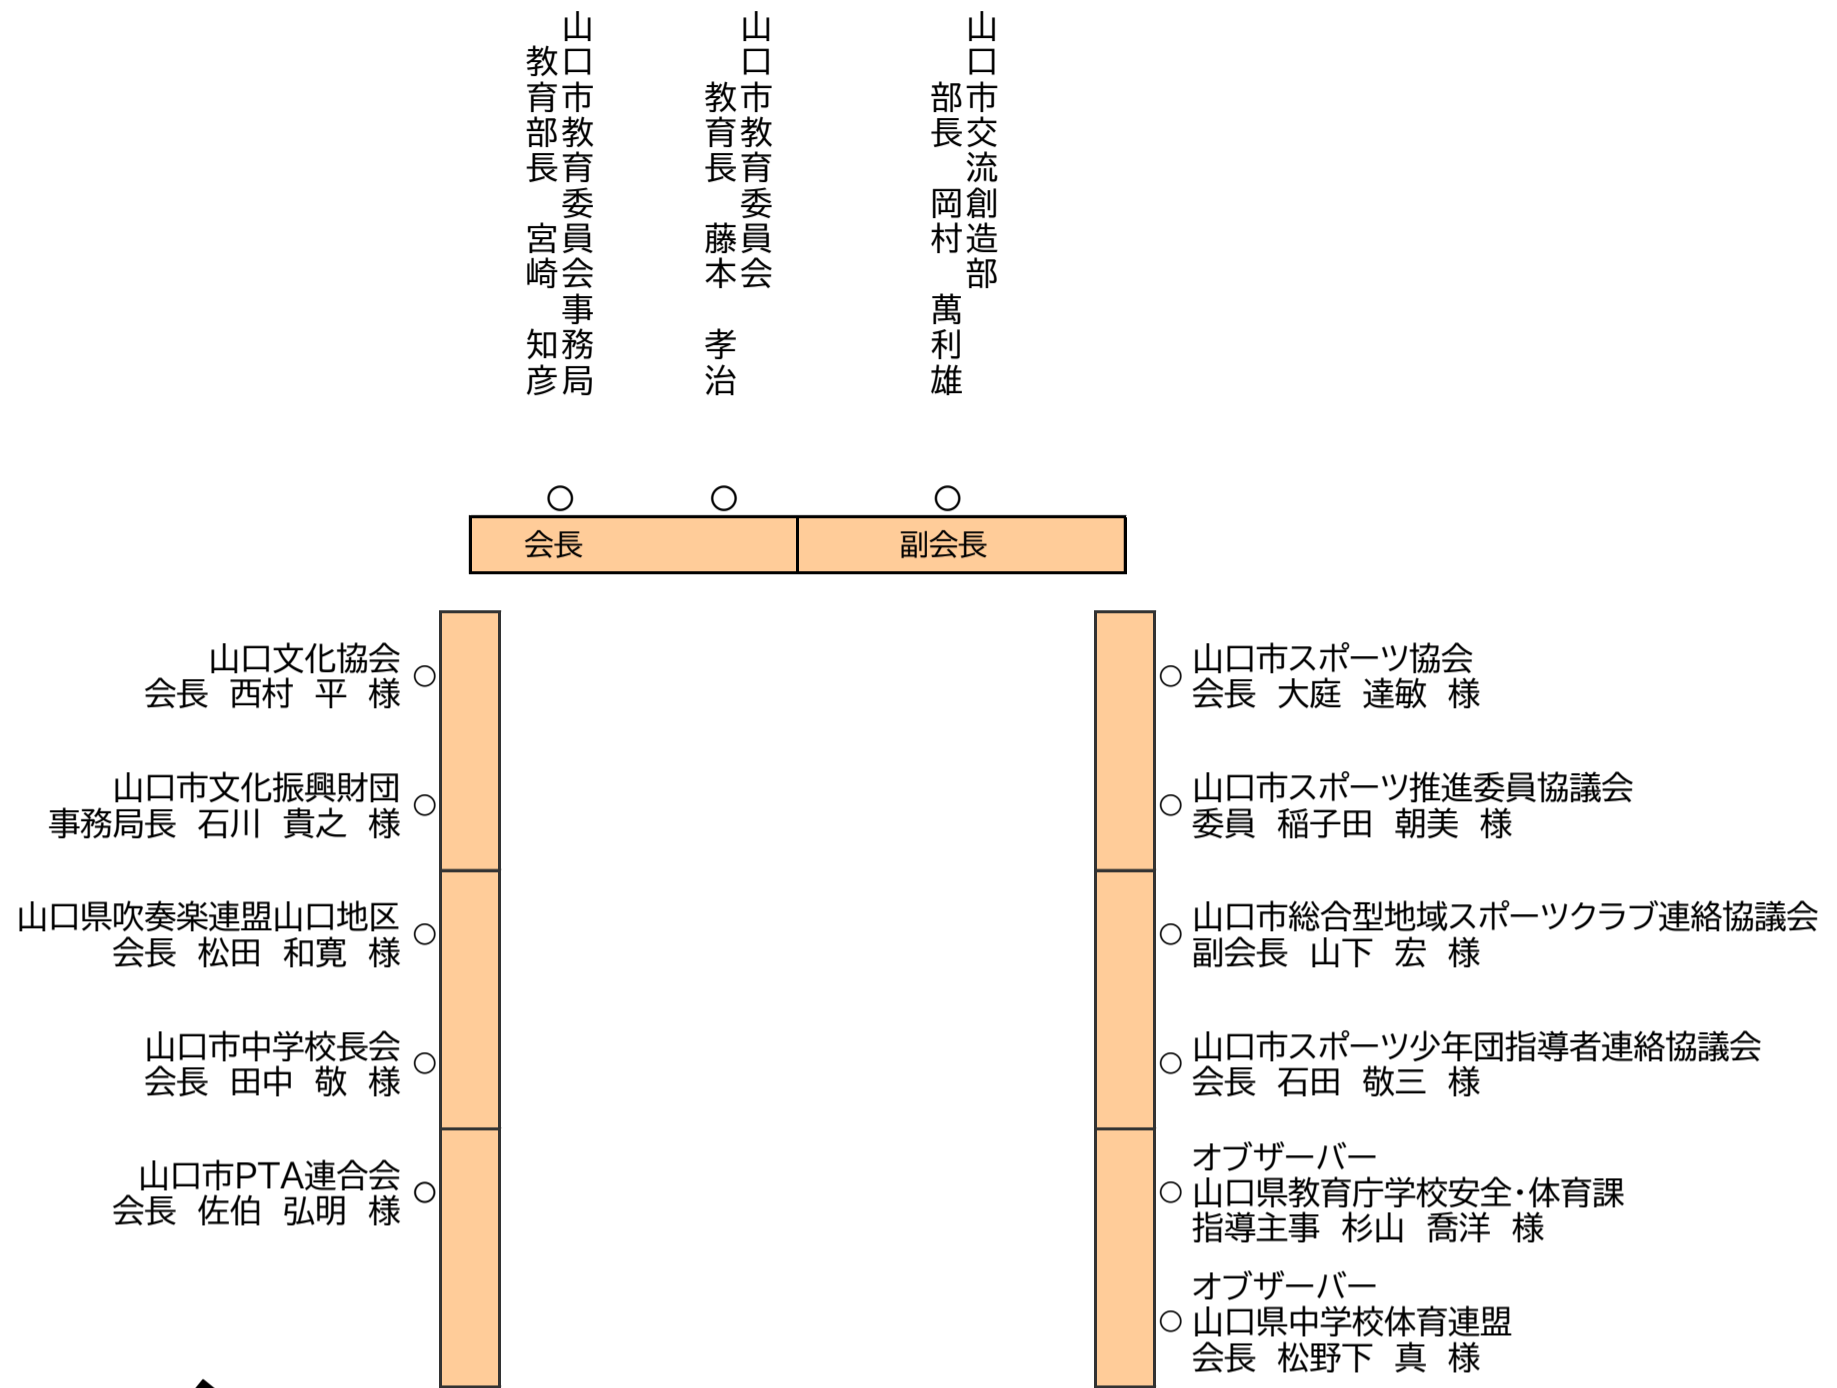 山口市交流創造部
部長　岡村　萬利雄
山口市教育委員会
教育長　藤本　孝治
山口市教育委員会事務局
教育部長　宮崎　知彦
会長
副会長
山口文化協会
会長　西村　平　様
山口市文化振興財団
事務局長　石川　貴之　様
山口県吹奏楽連盟山口地区
会長　松田　和寛　様
山口市中学校長会
会長　田中　敬　様
山口市PTA連合会
会長　佐伯　弘明　様
山口市スポーツ協会
会長　大庭　達敏　様
山口市スポーツ推進委員協議会
委員　稲子田　朝美　様
山口市総合型地域スポーツクラブ連絡協議会
副会長　山下　宏　様
山口市スポーツ少年団指導者連絡協議会
会長　石田　敬三　様
オブザーバー
山口県教育庁学校安全・体育課
指導主事　杉山　喬洋　様
オブザーバー
山口県中学校体育連盟
会長　松野下　真　様